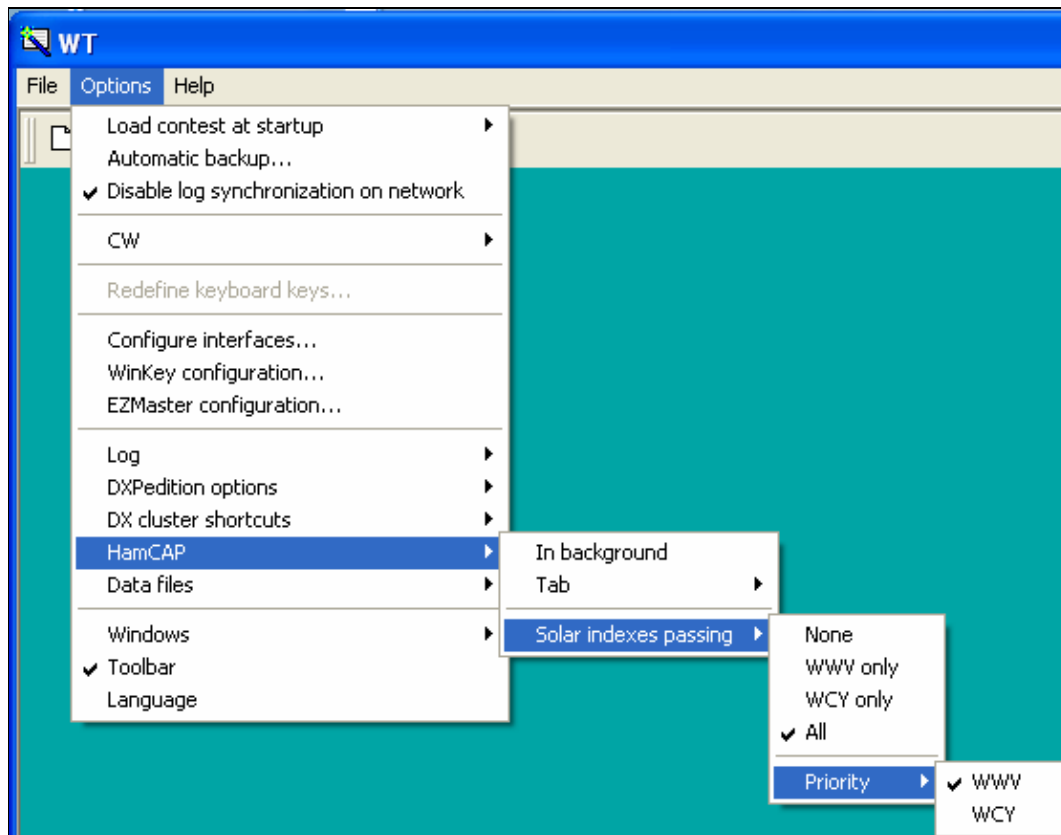 WT
File Options Help
Load contest at startup
Automatic backup...
Disable log synchronization on network
CW
Redefine keyboard keys...
Configure interfaces...
WinKey configuration...
EZMaster configuration...
Log
DXPedition options
DX cluster shortcuts
HamCAP
Data files
Windows
Toolbar
Language
In background
Tab
Solar indexes passing
None
WWV only
WCY only
All
Priority
WWV
WCY